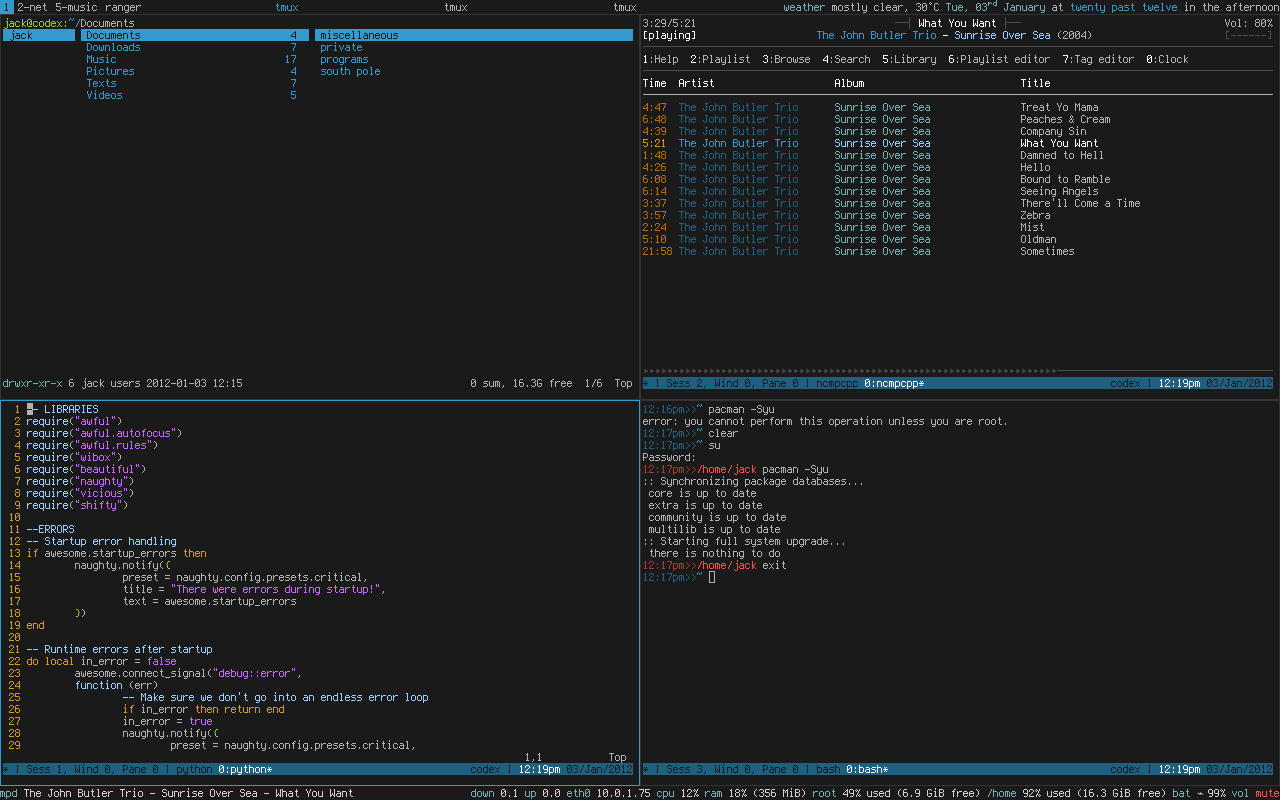 1 2-net 5-music ranger tmux tmux tmux weather mostly clear, 30°C Tue, 03rd January at twenty past twelve in the afternoon
jack@codex:~/Documents
jack Documents 4 miscellaneous
Downloads 7 private
Music 17 programs
Pictures 4 south pole
Texts 7
Videos 5
drwxr-xr-x 6 jack users 2012-01-03 12:15 0 sum, 16.3G free 1/6 Top
3:29/5:21 What You Want Vol: 80%
[playing] The John Butler Trio - Sunrise Over Sea (2004) [------]
1:Help 2:Playlist 3:Browse 4:Search 5:Library 6:Playlist editor 7:Tag editor 0:Clock
Time Artist Album Title
4:47 The John Butler Trio Sunrise Over Sea Treat Yo Mama
6:48 The John Butler Trio Sunrise Over Sea Peaches & Cream
4:39 The John Butler Trio Sunrise Over Sea Company Sin
5:21 The John Butler Trio Sunrise Over Sea What You Want
1:48 The John Butler Trio Sunrise Over Sea Damned to Hell
4:26 The John Butler Trio Sunrise Over Sea Hello
6:08 The John Butler Trio Sunrise Over Sea Bound to Ramble
6:14 The John Butler Trio Sunrise Over Sea Seeing Angels
3:37 The John Butler Trio Sunrise Over Sea There'll Come a Time
3:57 The John Butler Trio Sunrise Over Sea Zebra
2:24 The John Butler Trio Sunrise Over Sea Mist
5:10 The John Butler Trio Sunrise Over Sea Oldman
21:58 The John Butler Trio Sunrise Over Sea Sometimes
* | Sess 2, Wind 0, Pane 0 | ncmpcpp 0:ncmpcpp* codex | 12:19pm 03/Jan/2012
1 -- LIBRARIES
2 require("awful")
3 require("awful.autofocus")
4 require("awful.rules")
5 require("wibox")
6 require("beautiful")
7 require("naughty")
8 require("vicious")
9 require("shifty")
10
11 --ERRORS
12 -- Startup error handling
13 if awesome.startup_errors then
14 naughty.notify({
15 preset = naughty.config.presets.critical,
16 title = "There were errors during startup!",
17 text = awesome.startup_errors
18 })
19 end
20
21 -- Runtime errors after startup
22 do local in_error = false
23 awesome.connect_signal("debug::error",
24 function (err)
25 -- Make sure we don't go into an endless error loop
26 if in_error then return end
27 in_error = true
28 naughty.notify({
29 preset = naughty.config.presets.critical,
1,1 Top
* | Sess 1, Wind 0, Pane 0 | python 0:python* codex | 12:19pm 03/Jan/2012
12:16pm>>~ pacman -Syu
error: you cannot perform this operation unless you are root.
12:17pm>>~ clear
12:17pm>>~ su
Password:
12:17pm>>/home/jack pacman -Syu
:: Synchronizing package databases...
core is up to date
extra is up to date
community is up to date
multilib is up to date
:: Starting full system upgrade...
there is nothing to do
12:17pm>>/home/jack exit
12:17pm>>~
* | Sess 3, Wind 0, Pane 0 | bash 0:bash* codex | 12:19pm 03/Jan/2012
mpd The John Butler Trio - Sunrise Over Sea - What You Want down 0.1 up 0.0 eth0 10.0.1.75 cpu 12% ram 18% (356 MiB) root 49% used (6.9 GiB free) /home 92% used (16.3 GiB free) bat ~ 99% vol mute